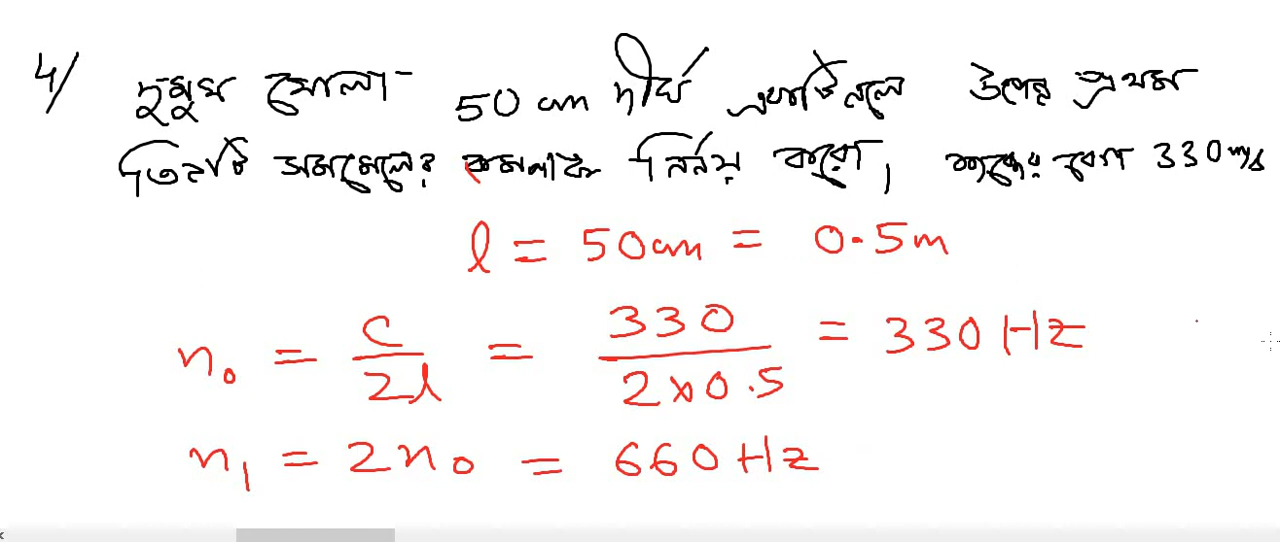 4/ দুমুখ খোলা 50 cm দীর্ঘ একটি নলে উৎপন্ন প্রথম
তিনটি সমমেলের কম্পাঙ্ক নির্নয় করো, শব্দের বেগ 330 m/s
l = 50 cm = 0.5 m
n₀ = c/2l = 330/2×0.5 = 330 Hz
n₁ = 2n₀ = 660 Hz